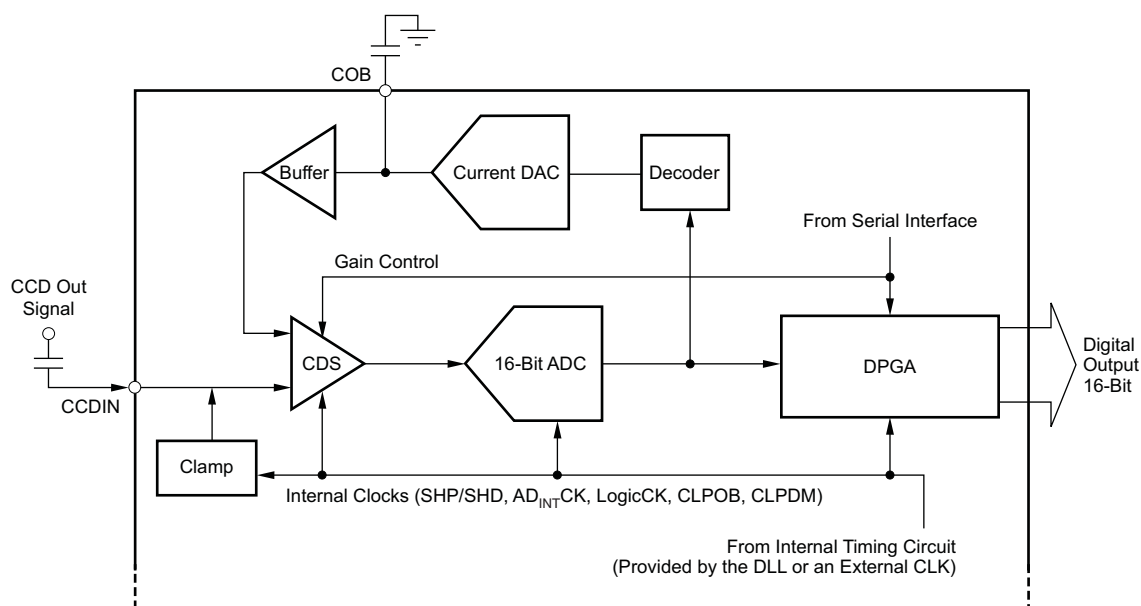 COB
Buffer
Current DAC
Decoder
From Serial Interface
Gain Control
CCD Out
Signal
CDS
16-Bit ADC
DPGA
Digital
Output
16-Bit
CCDIN
Clamp
Internal Clocks (SHP/SHD, AD_INTCK, LogicCK, CLPOB, CLPDM)
From Internal Timing Circuit
(Provided by the DLL or an External CLK)